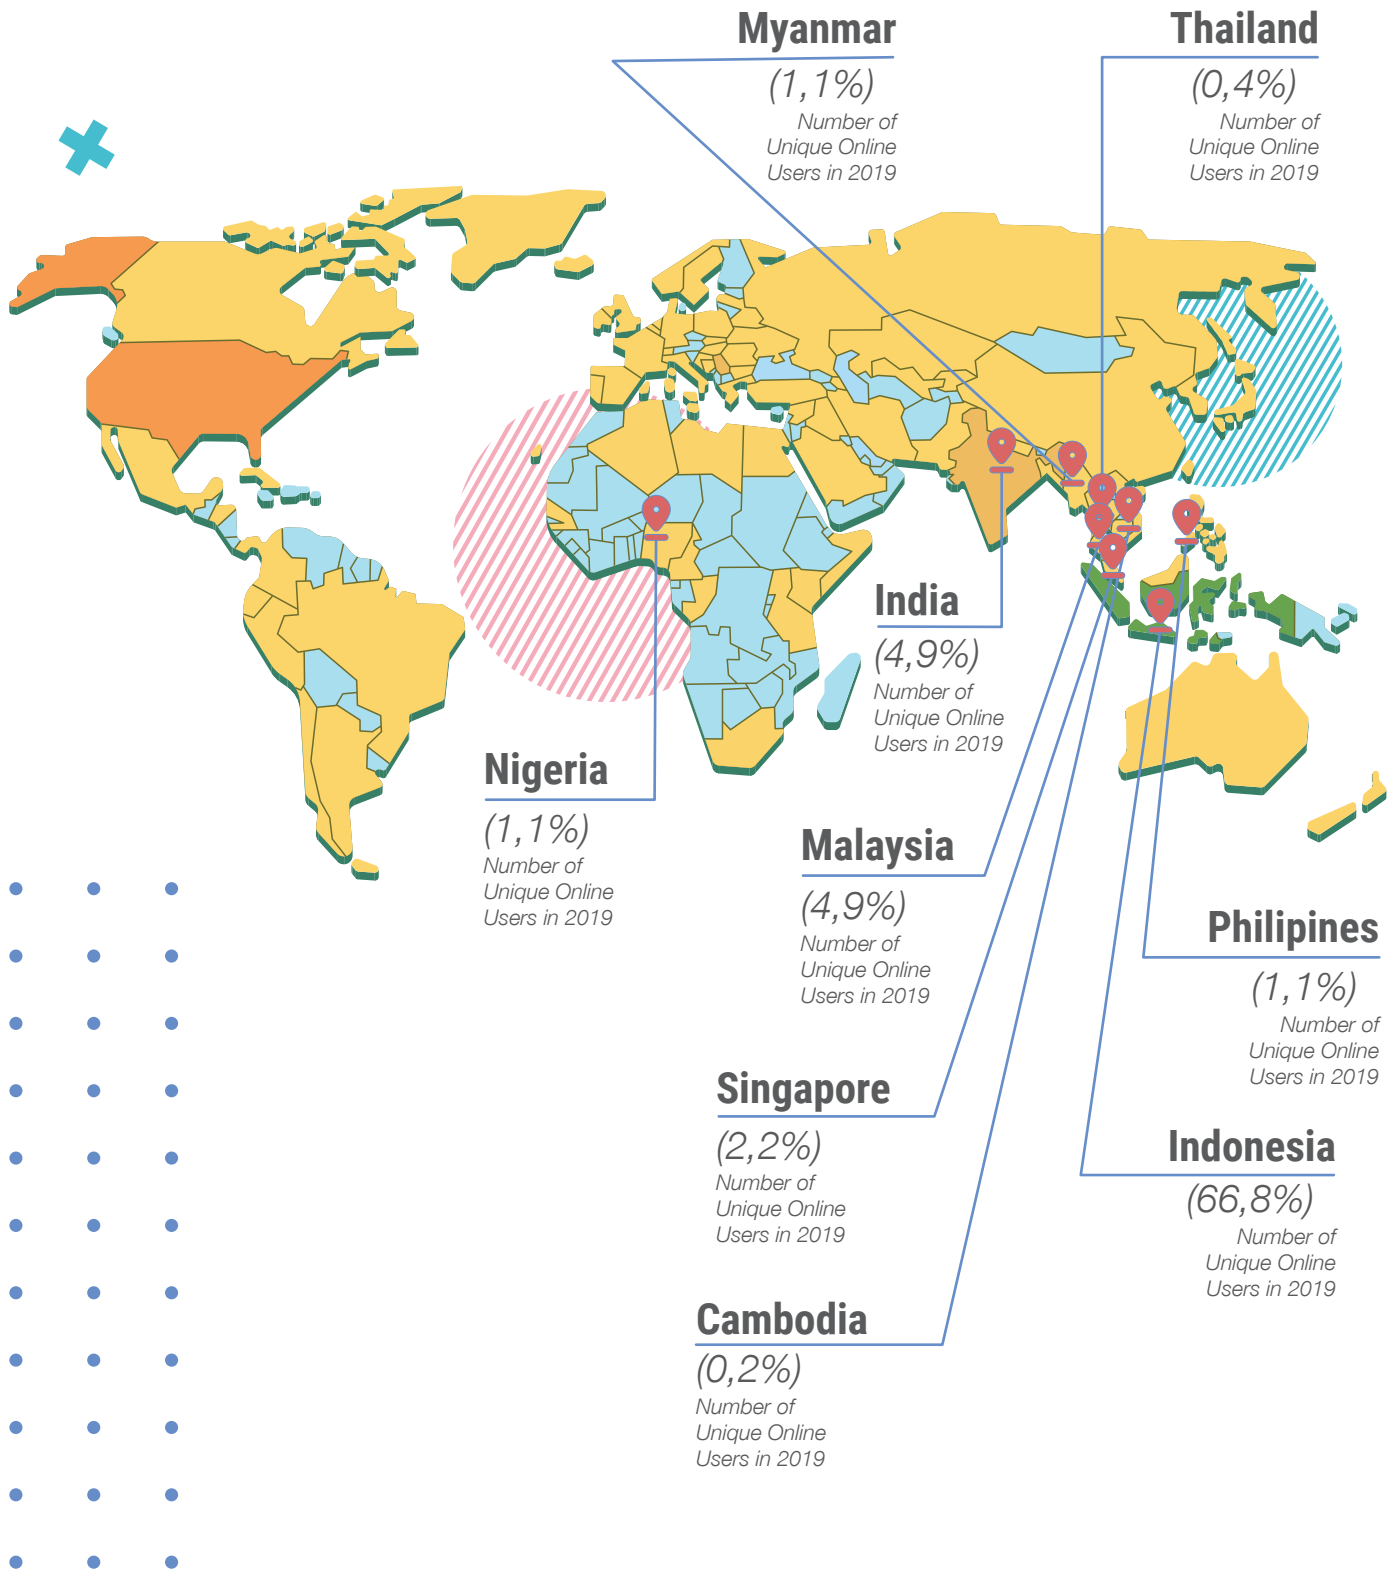 Myanmar
(1,1%)
Number of
Unique Online
Users in 2019
Thailand
(0,4%)
Number of
Unique Online
Users in 2019
India
(4,9%)
Number of
Unique Online
Users in 2019
Nigeria
(1,1%)
Number of
Unique Online
Users in 2019
Malaysia
(4,9%)
Number of
Unique Online
Users in 2019
Philipines
(1,1%)
Number of
Unique Online
Users in 2019
Singapore
(2,2%)
Number of
Unique Online
Users in 2019
Indonesia
(66,8%)
Number of
Unique Online
Users in 2019
Cambodia
(0,2%)
Number of
Unique Online
Users in 2019